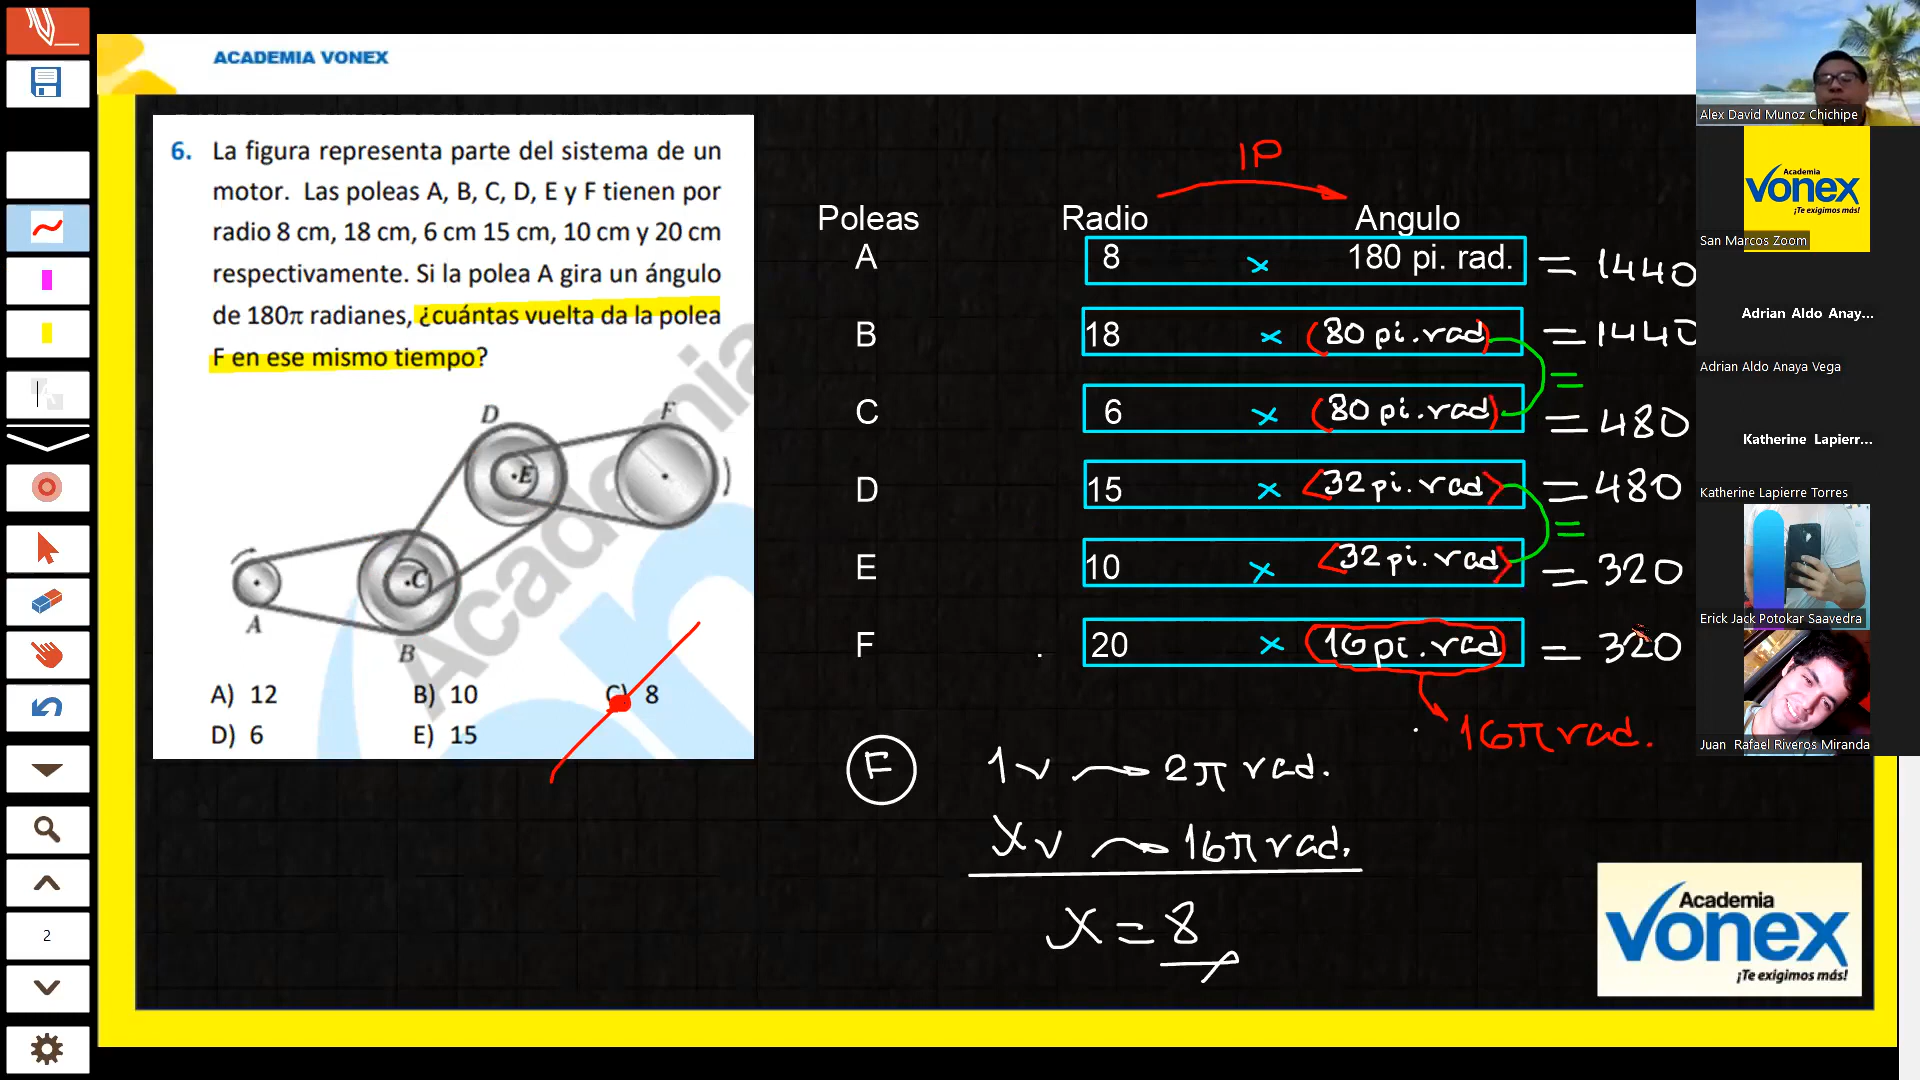 ACADEMIA VONEX
6. La figura representa parte del sistema de un
motor. Las poleas A, B, C, D, E y F tienen por
radio 8 cm, 18 cm, 6 cm 15 cm, 10 cm y 20 cm
respectivamente. Si la polea A gira un ángulo
de 180π radianes, ¿cuántas vuelta da la polea
F en ese mismo tiempo?
D
F
E
C
A
B
A) 12 B) 10 C) 8
D) 6 E) 15
Academia
IP
Poleas Radio Angulo
A 8 x 180 pi. rad. = 1440
B 18 x (80 pi.rad) = 1440
=
C 6 x (80 pi.rad) = 480
D 15 x (32 pi.rad) = 480
=
E 10 x (32 pi.rad) = 320
F 20 x 16 pi.rad = 320
16π rad.
F 1v → 2π rad.
xv → 16π rad.
x = 8
Academia
vonex
¡Te exigimos más!
2
Alex David Munoz Chichipe
Academia
vonex
¡Te exigimos más!
San Marcos Zoom
Adrian Aldo Anay...
Adrian Aldo Anaya Vega
Katherine Lapierr...
Katherine Lapierre Torres
Erick Jack Potokar Saavedra
Juan Rafael Riveros Miranda